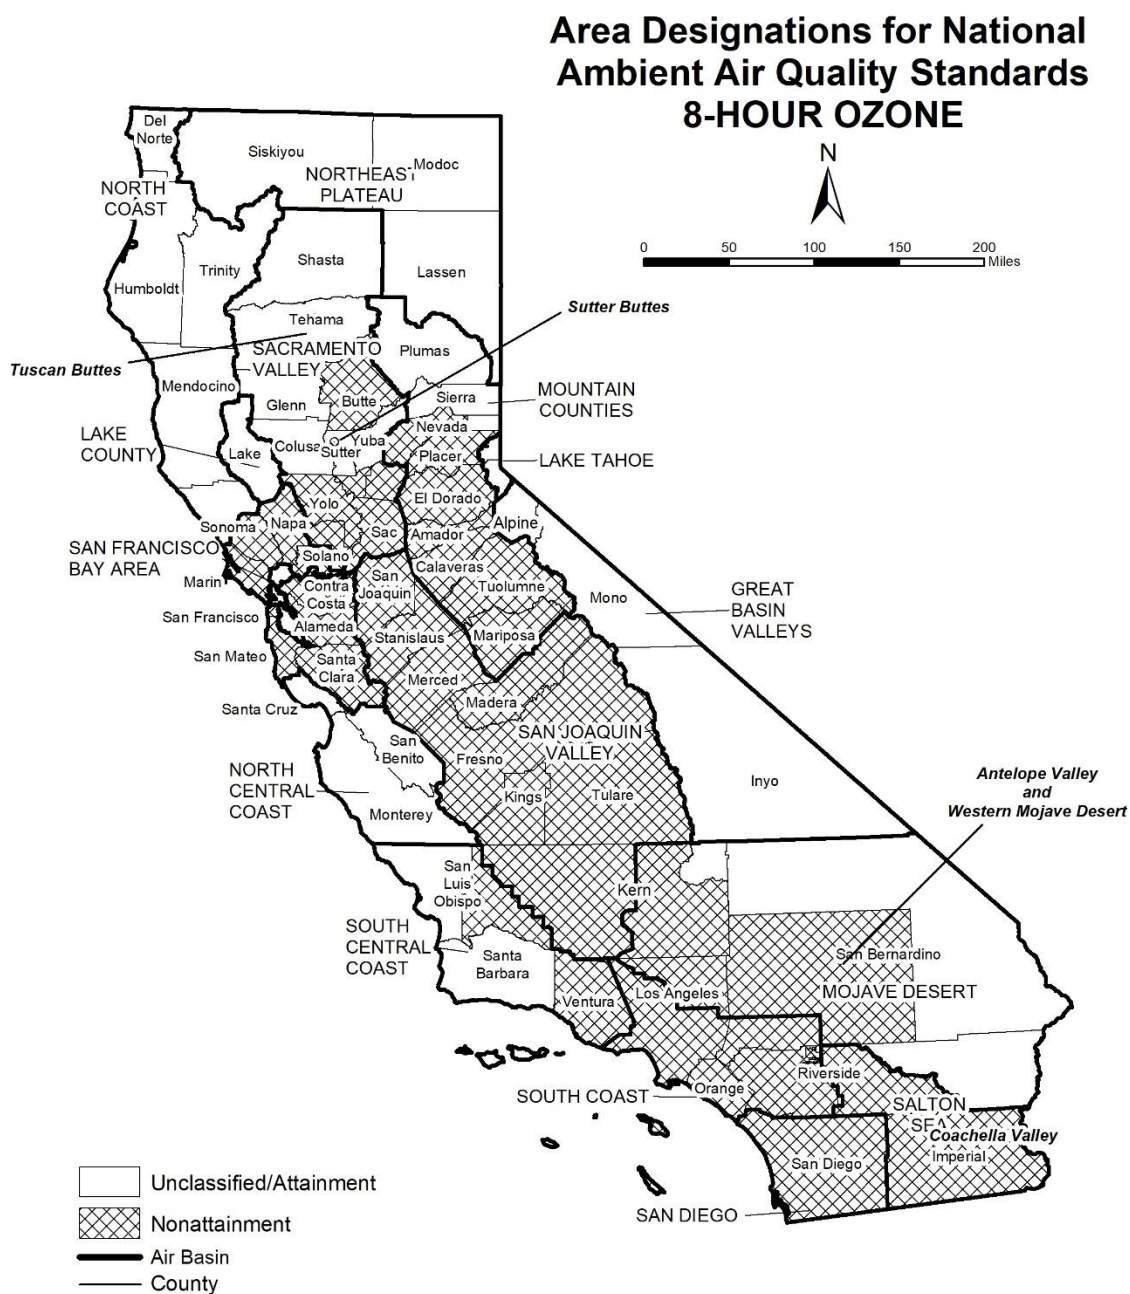 Area Designations for National
Ambient Air Quality Standards
8-HOUR OZONE
N
0 50 100 150 200
Miles
Del
Norte
Siskiyou
Modoc
NORTHEAST
PLATEAU
NORTH
COAST
Shasta
Trinity
Lassen
Humboldt
Sutter Buttes
Tehama
SACRAMENTO
VALLEY
Plumas
Tuscan Buttes
Mendocino
Glenn
Butte
Sierra
MOUNTAIN
COUNTIES
Nevada
LAKE
COUNTY
Lake
Colusa
Sutter
Yuba
Placer
LAKE TAHOE
El Dorado
Yolo
Sonoma
Napa
Sac
Alpine
Amador
SAN FRANCISCO
BAY AREA
Solano
Calaveras
Marin
San
Joaquin
Contra
Costa
Tuolumne
Mono
GREAT
BASIN
VALLEYS
San Francisco
Alameda
Stanislaus
Mariposa
San Mateo
Santa
Clara
Merced
Santa Cruz
Madera
SAN JOAQUIN
VALLEY
San
Benito
Fresno
NORTH
CENTRAL
COAST
Kings
Tulare
Inyo
Monterey
Antelope Valley
and
Western Mojave Desert
San
Luis
Obispo
Kern
SOUTH
CENTRAL
COAST
Santa
Barbara
San Bernardino
MOJAVE DESERT
Ventura
Los Angeles
SOUTH COAST
Orange
Riverside
SALTON
SEA
Coachella Valley
Imperial
San Diego
SAN DIEGO
Unclassified/Attainment
Nonattainment
Air Basin
County